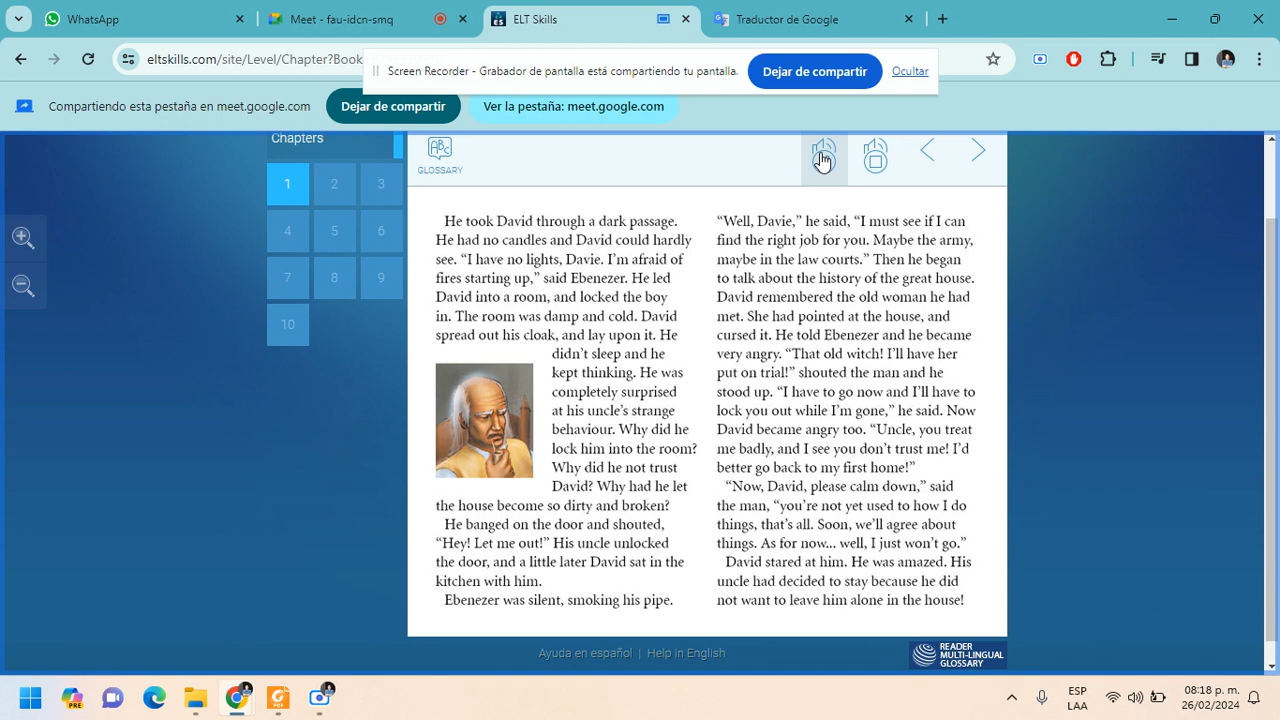 WhatsApp
Meet - fau-idcn-smq
ELT Skills
Traductor de Google
eltskills.com/site/Level/Chapter?Book
Screen Recorder - Grabador de pantalla está compartiendo tu pantalla.
Dejar de compartir
Ocultar
Compartiendo esta pestaña en meet.google.com
Dejar de compartir
Ver la pestaña: meet.google.com
Chapters
1
2
3
4
5
6
7
8
9
10
ABC
GLOSSARY
He took David through a dark passage.
He had no candles and David could hardly
see. “I have no lights, Davie. I’m afraid of
fires starting up,” said Ebenezer. He led
David into a room, and locked the boy
in. The room was damp and cold. David
spread out his cloak, and lay upon it. He
didn’t sleep and he
kept thinking. He was
completely surprised
at his uncle’s strange
behaviour. Why did he
lock him into the room?
Why did he not trust
David? Why had he let
the house become so dirty and broken?
He banged on the door and shouted,
“Hey! Let me out!” His uncle unlocked
the door, and a little later David sat in the
kitchen with him.
Ebenezer was silent, smoking his pipe.
“Well, Davie,” he said, “I must see if I can
find the right job for you. Maybe the army,
maybe in the law courts.” Then he began
to talk about the history of the great house.
David remembered the old woman he had
met. She had pointed at the house, and
cursed it. He told Ebenezer and he became
very angry. “That old witch! I’ll have her
put on trial!” shouted the man and he
stood up. “I have to go now and I’ll have to
lock you out while I’m gone,” he said. Now
David became angry too. “Uncle, you treat
me badly, and I see you don’t trust me! I’d
better go back to my first home!”
“Now, David, please calm down,” said
the man, “you’re not yet used to how I do
things, that’s all. Soon, we’ll agree about
things. As for now... well, I just won’t go.”
David stared at him. He was amazed. His
uncle had decided to stay because he did
not want to leave him alone in the house!
Ayuda en español | Help in English
READER
MULTI-LINGUAL
GLOSSARY
PRE
ESP
LAA
08:18 p. m.
26/02/2024